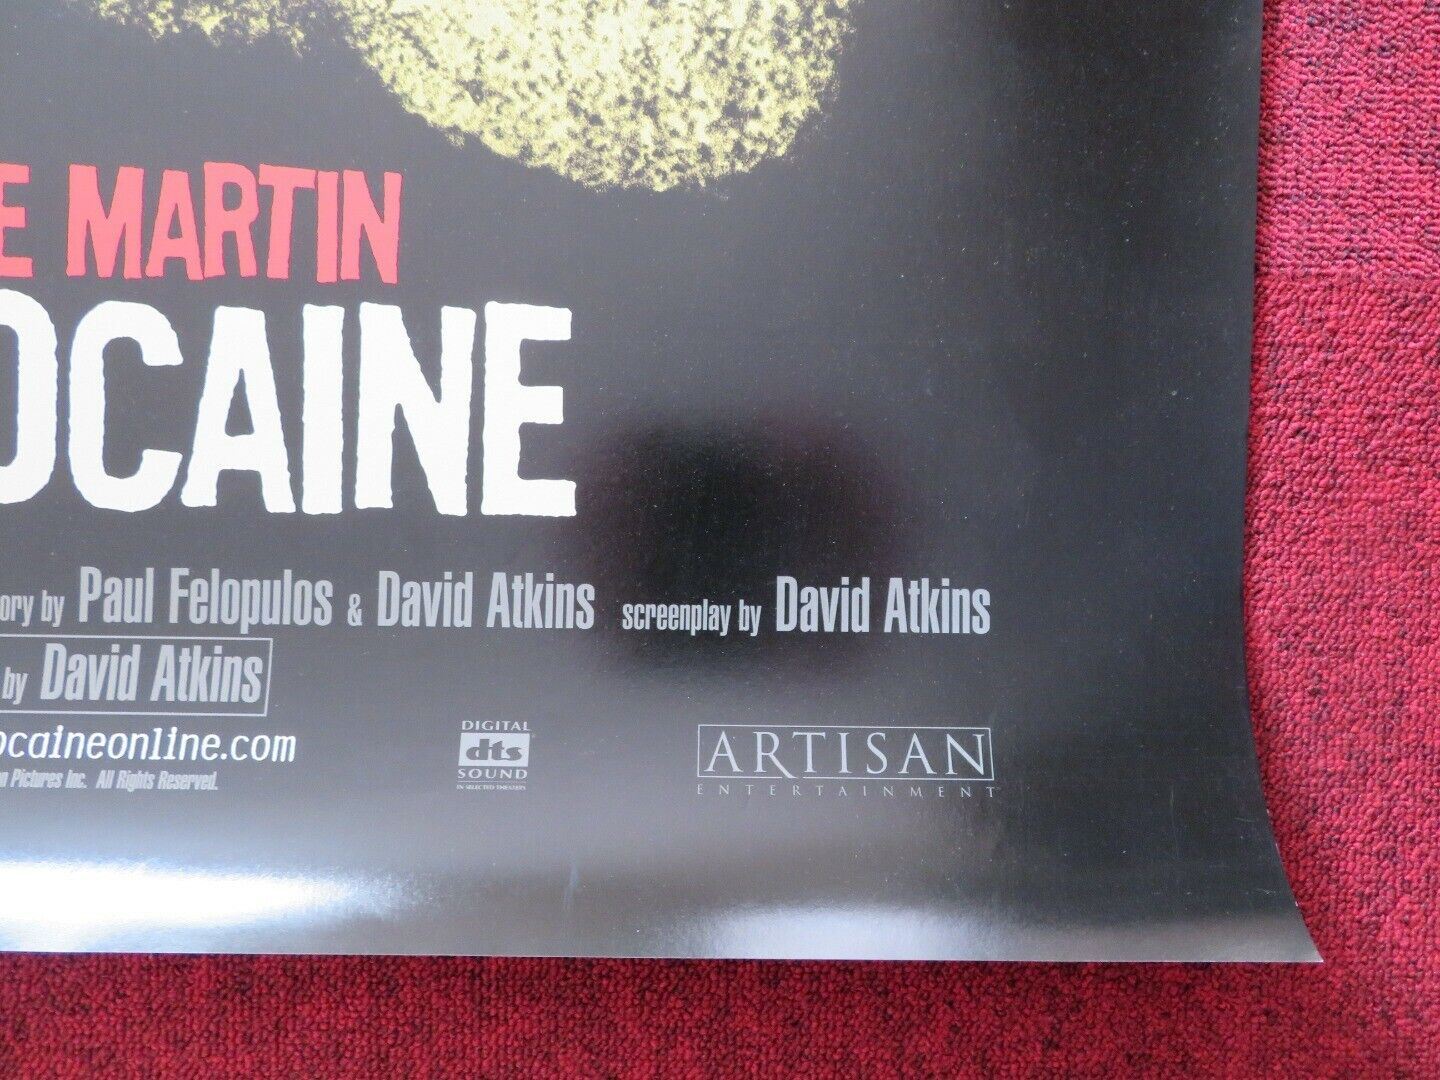 E MARTIN
OCAINE
ory by Paul Felopulos & David Atkins screenplay by David Atkins
by David Atkins
ocaineonline.com
n Pictures Inc. All Rights Reserved.
DIGITAL
dts
SOUND
IN SELECTED THEATERS
ARTISAN
ENTERTAINMENT